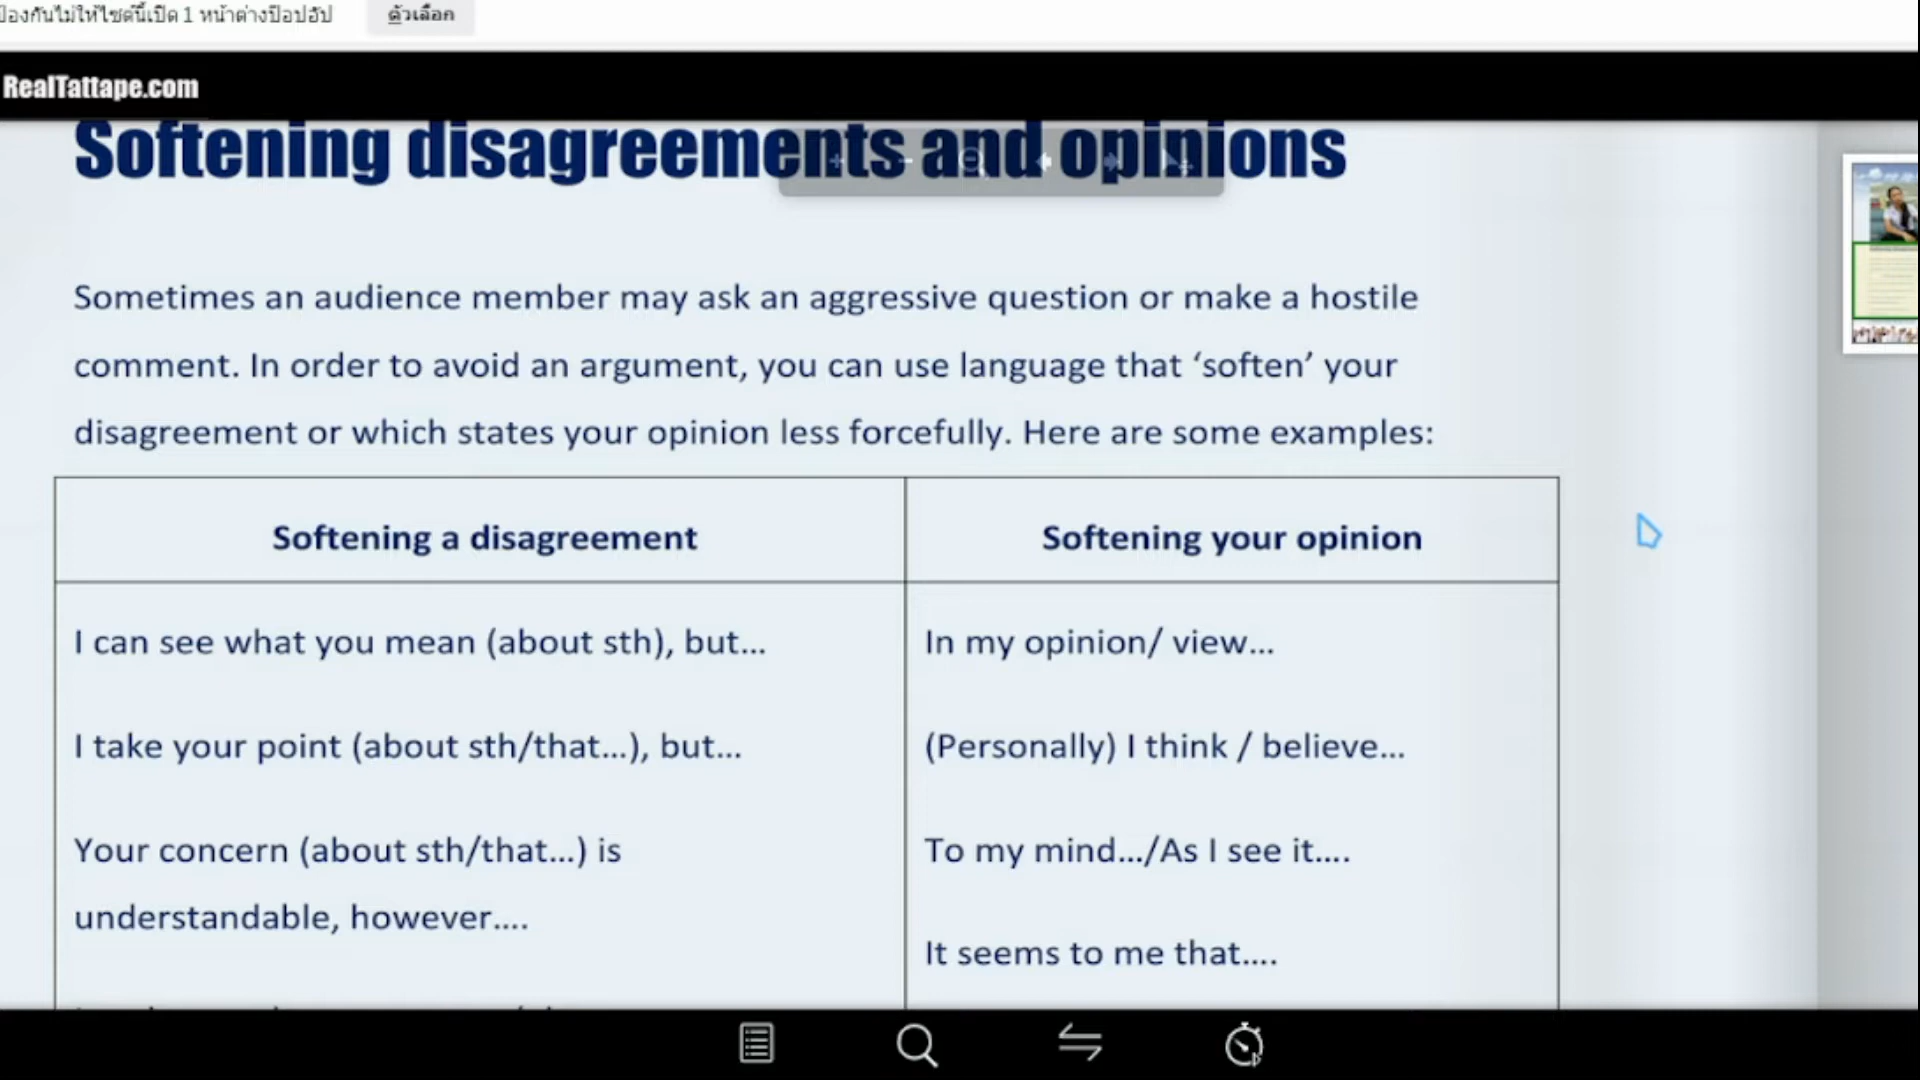 ป้องกันไม่ให้ไซต์นี้เปิด 1 หน้าต่างป๊อปอัป
ตัวเลือก
RealTattape.com
Softening disagreements and opinions
Sometimes an audience member may ask an aggressive question or make a hostile
comment. In order to avoid an argument, you can use language that ‘soften’ your
disagreement or which states your opinion less forcefully. Here are some examples:
Softening a disagreement
I can see what you mean (about sth), but...
I take your point (about sth/that...), but...
Your concern (about sth/that...) is
understandable, however....
Softening your opinion
In my opinion/ view...
(Personally) I think / believe...
To my mind.../As I see it....
It seems to me that....